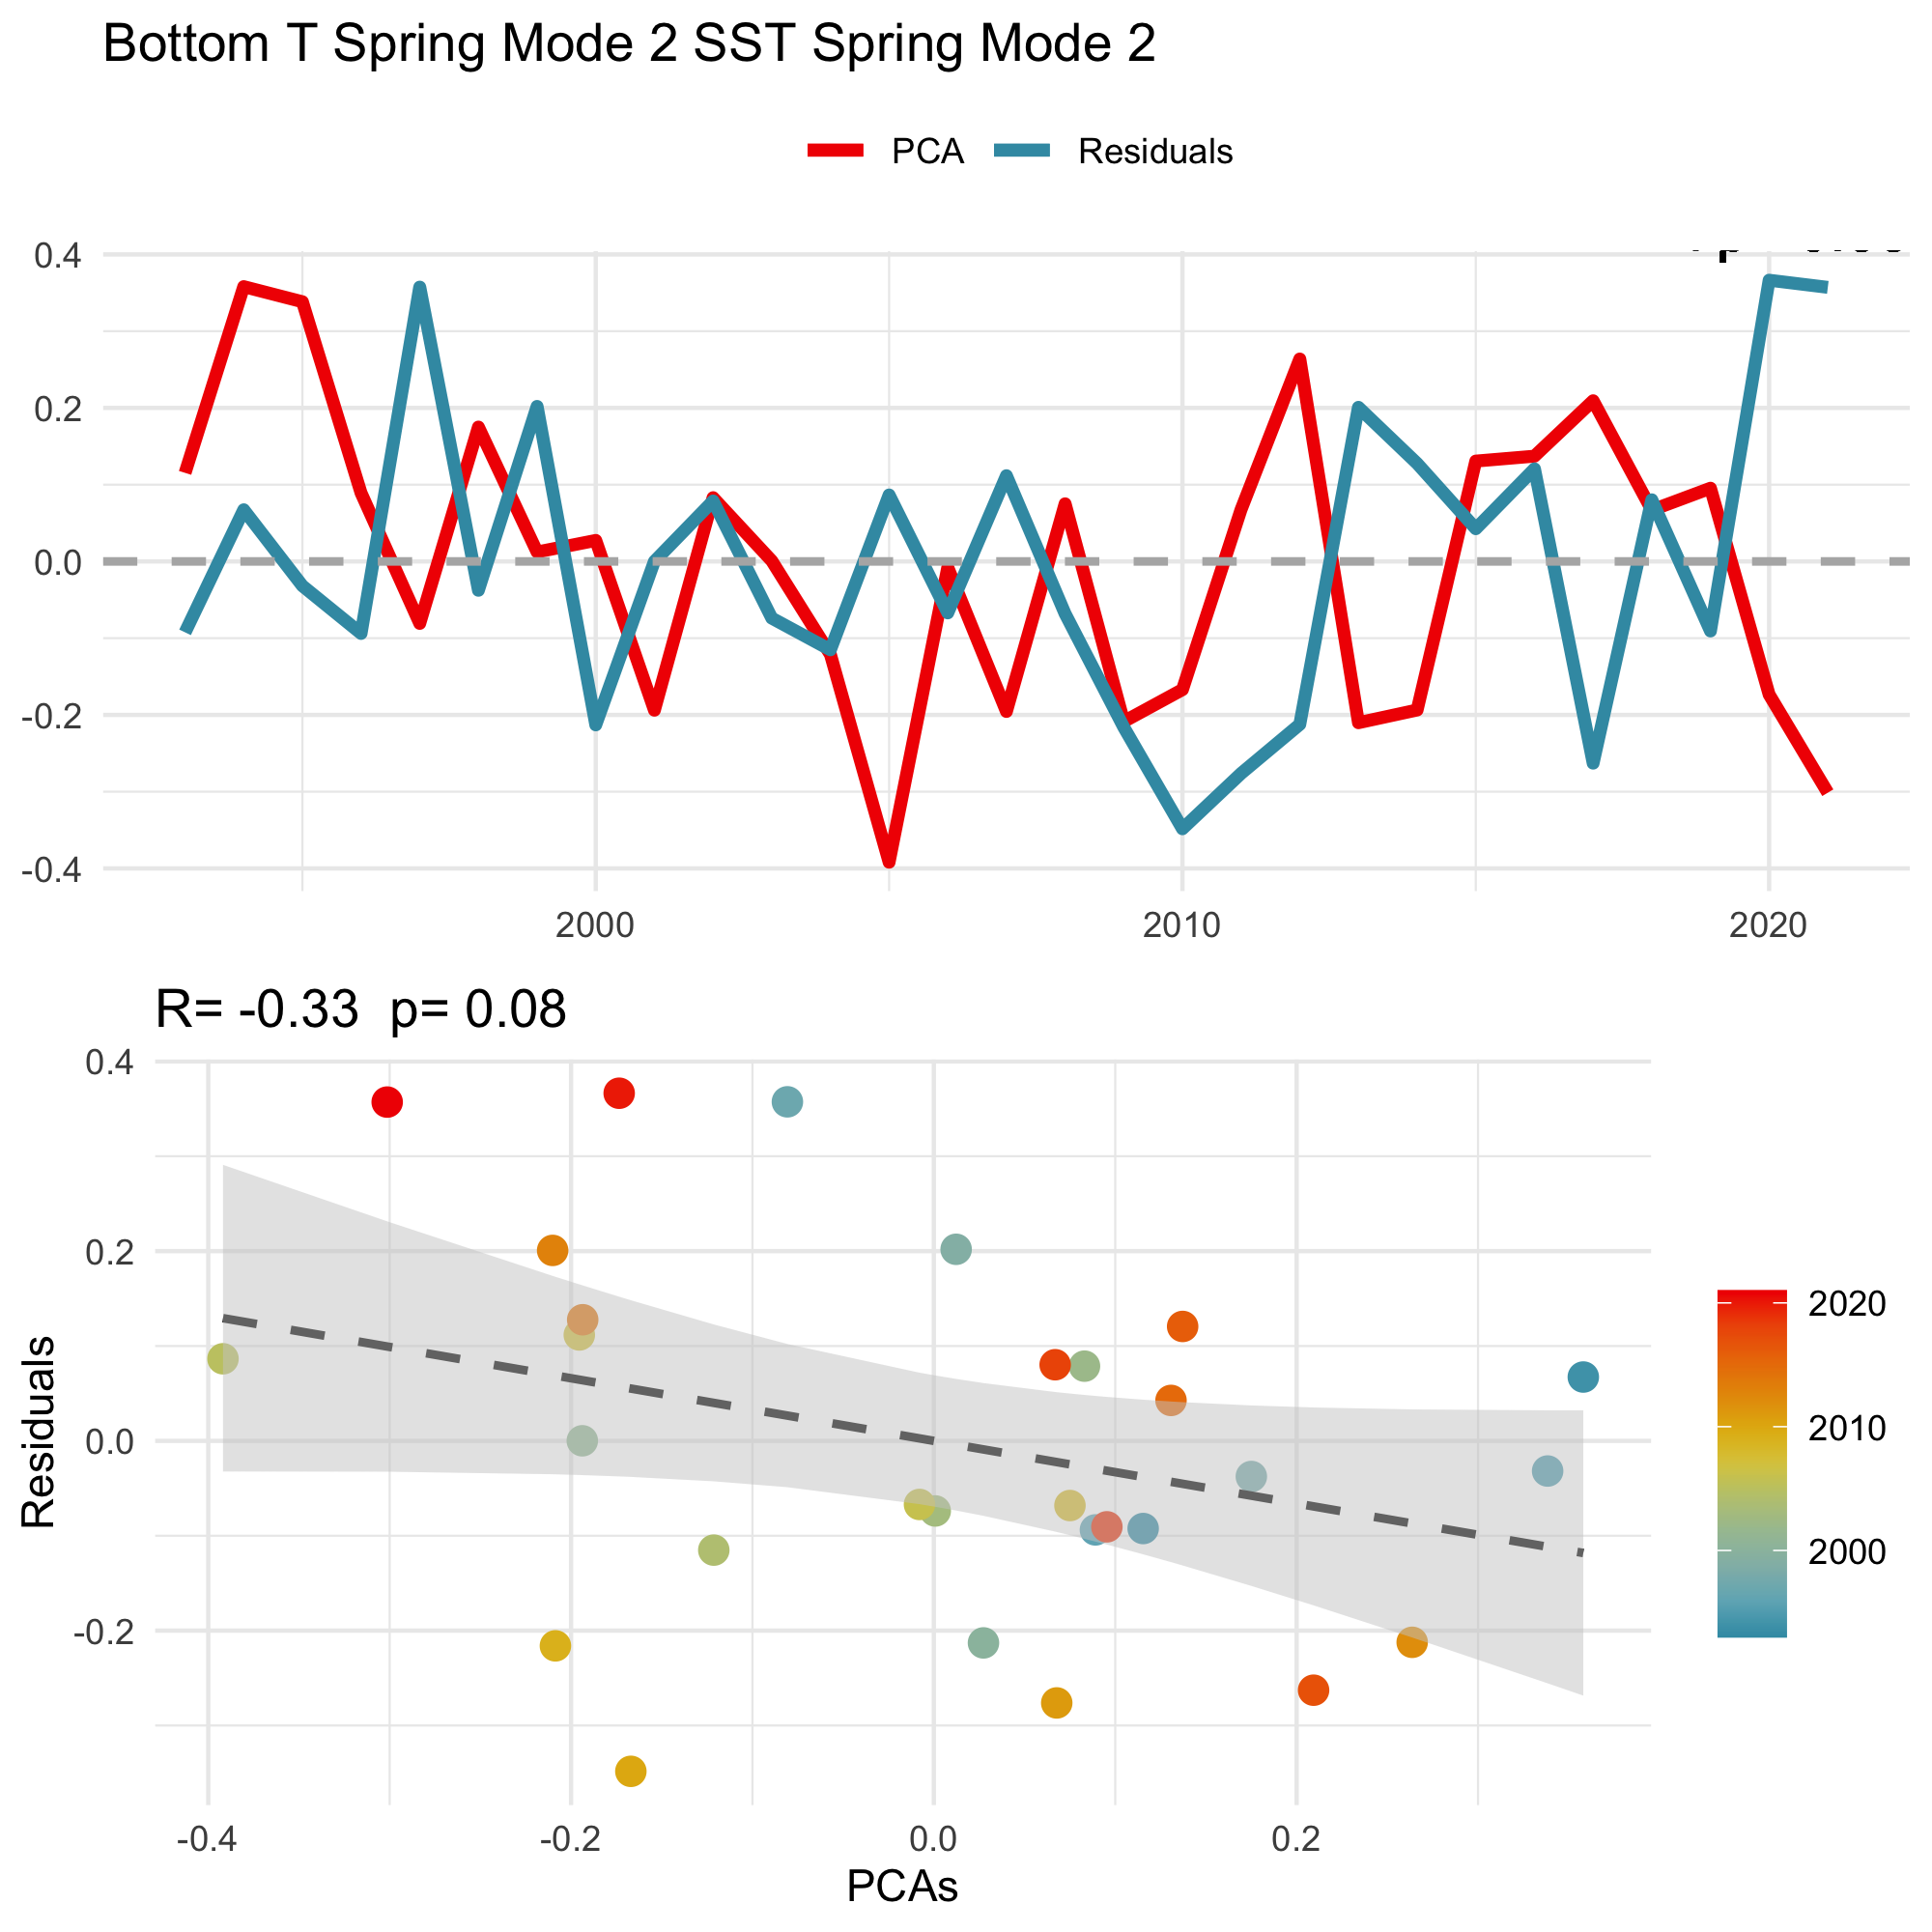 Bottom T Spring Mode 2 SST Spring Mode 2
PCA Residuals
0.4
0.2
0.0
-0.2
-0.4
2000 2010 2020
R= -0.33 p= 0.08
0.4
0.2
0.0
-0.2
Residuals
-0.4 -0.2 0.0 0.2
PCAs
2020
2010
2000